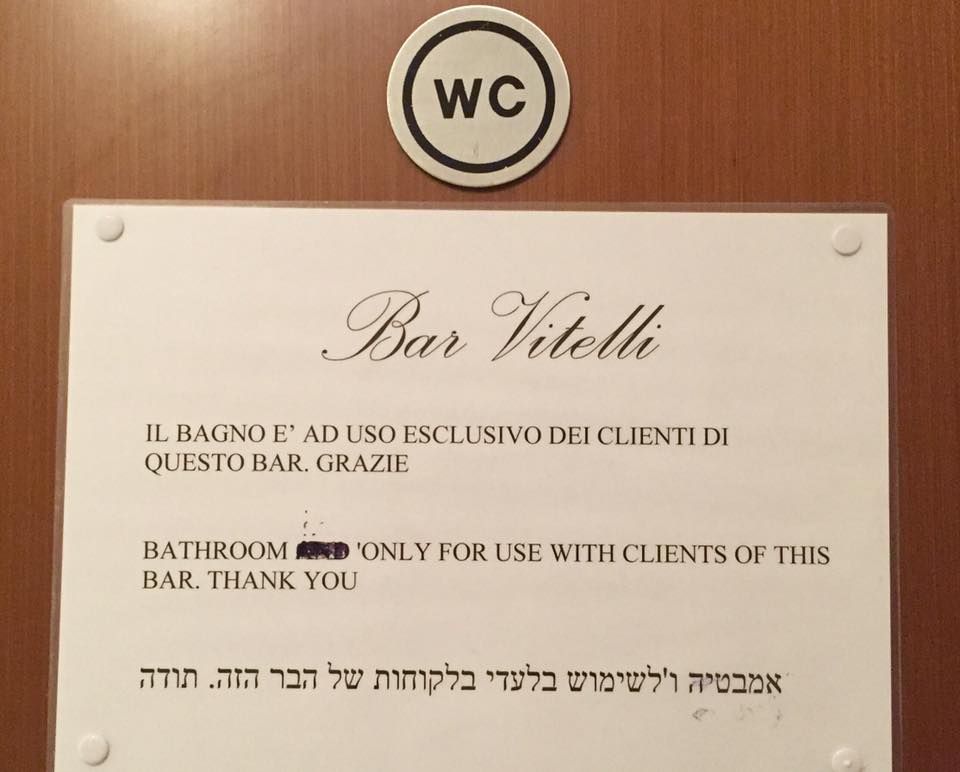 WC
Bar Vitelli
IL BAGNO E’ AD USO ESCLUSIVO DEI CLIENTI DI
QUESTO BAR. GRAZIE
BATHROOM 'ONLY FOR USE WITH CLIENTS OF THIS
BAR. THANK YOU
אמבטיה ו'לשימוש בלעדי בלקוחות של הבר הזה. תודה